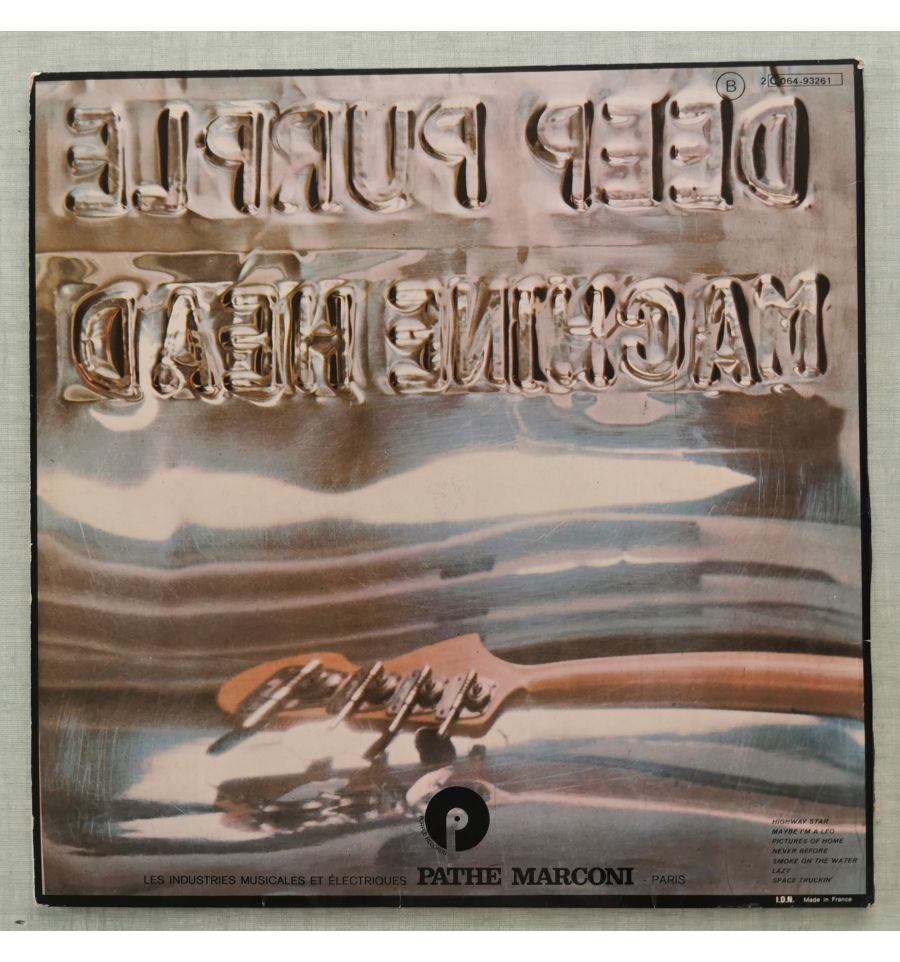 B 2C 064-93261
DEEP PURPLE
MACHINE HEAD
HIGHWAY STAR
MAYBE I'M A LEO
PICTURES OF HOME
NEVER BEFORE
SMOKE ON THE WATER
LAZY
SPACE TRUCKIN'
LES INDUSTRIES MUSICALES ET ÉLECTRIQUES PATHE MARCONI - PARIS
I.D.N. Made in France